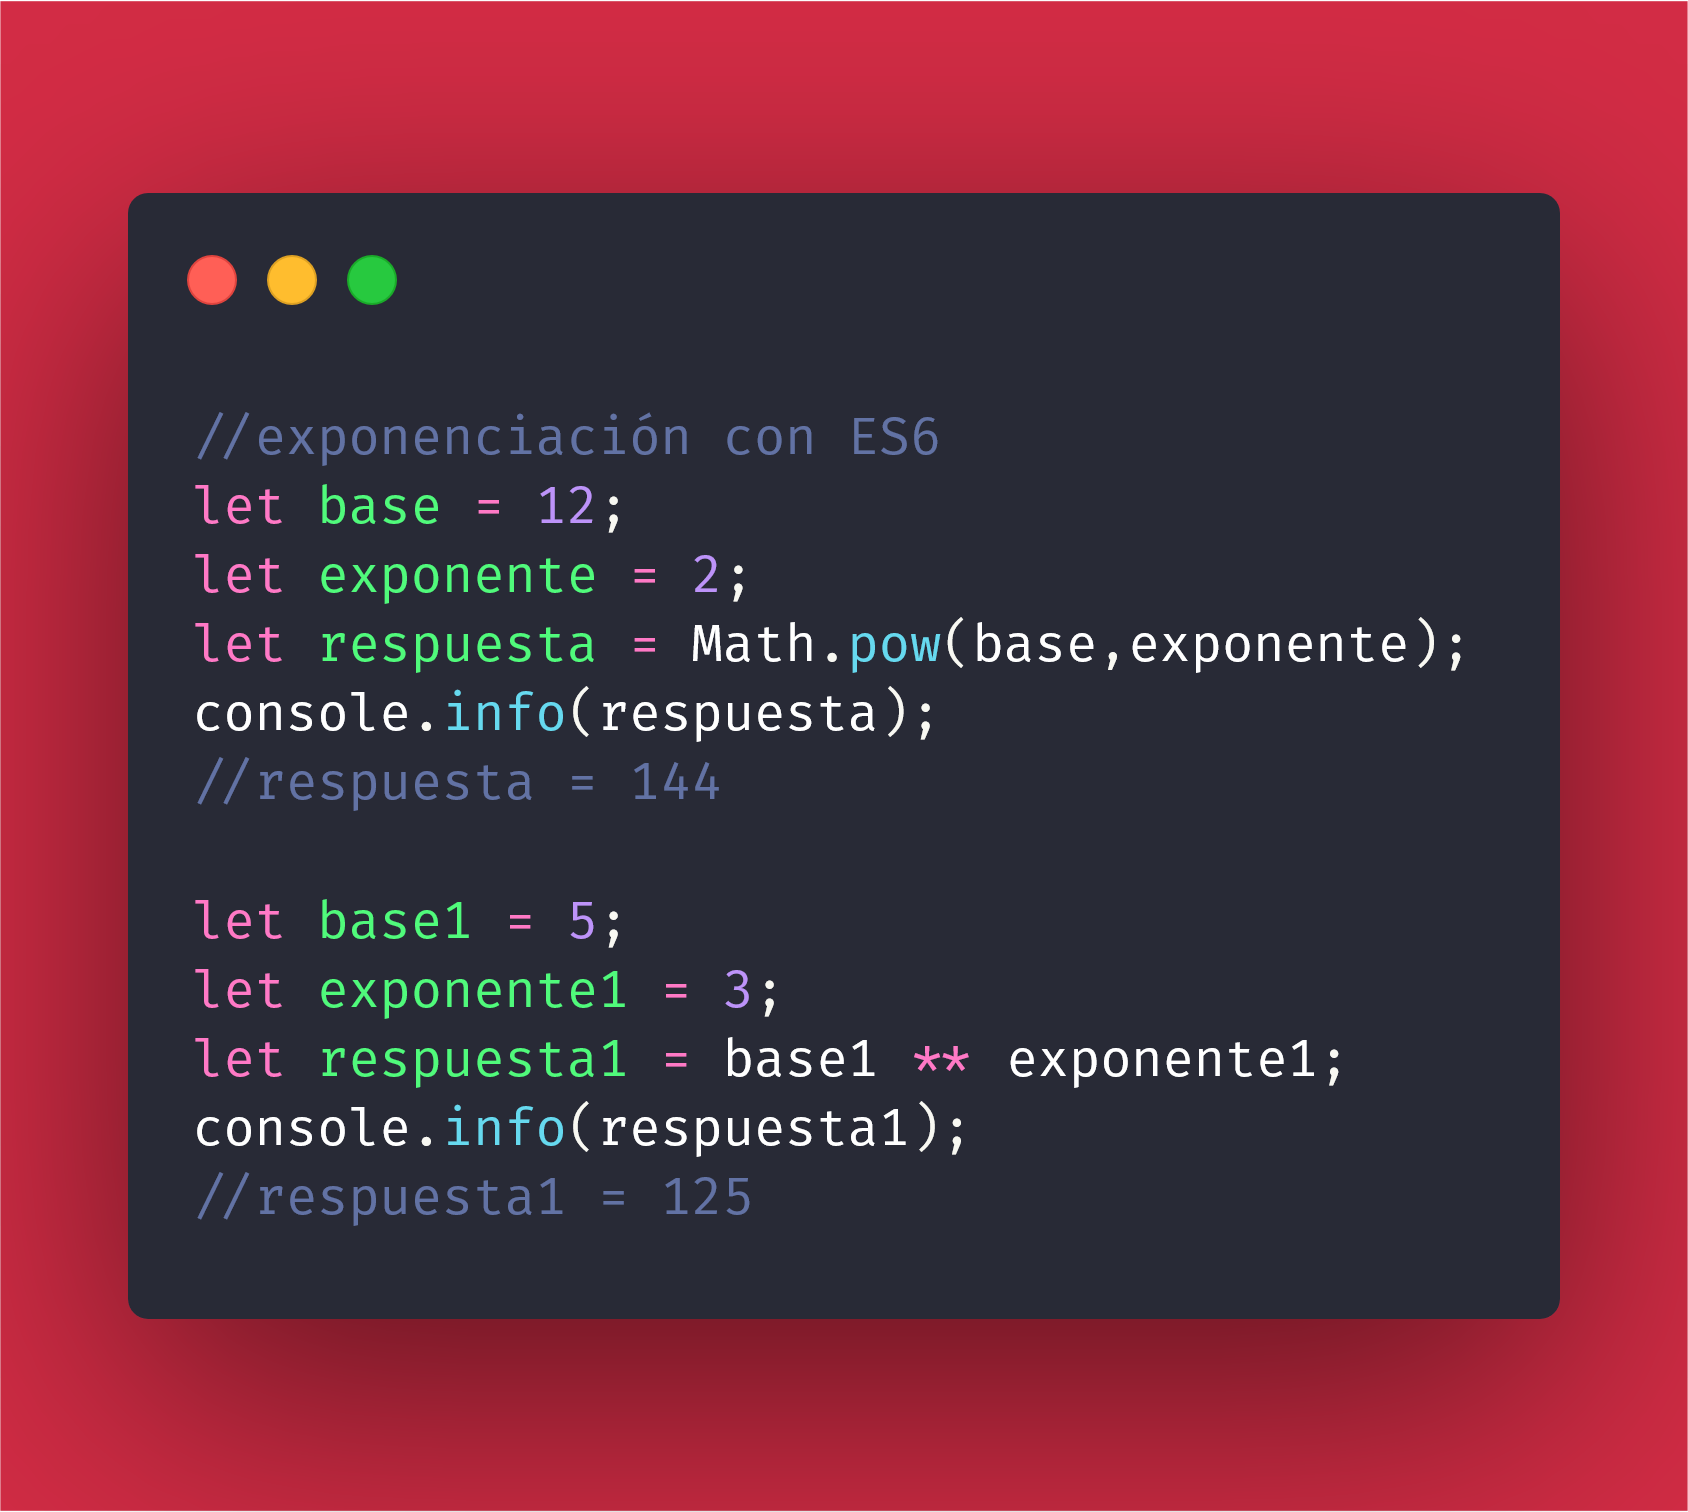 //exponenciación con ES6
let base = 12;
let exponente = 2;
let respuesta = Math.pow(base,exponente);
console.info(respuesta);
//respuesta = 144
let base1 = 5;
let exponente1 = 3;
let respuesta1 = base1 ** exponente1;
console.info(respuesta1);
//respuesta1 = 125